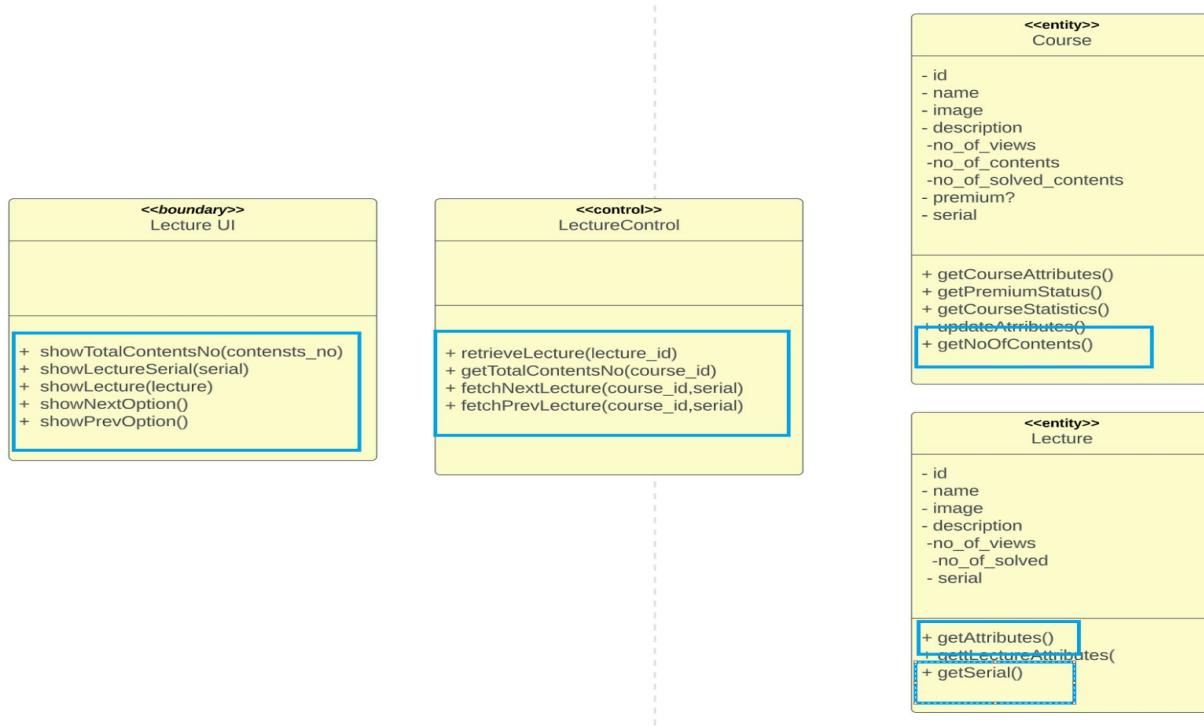 <<boundary>>
Lecture UI
+ showTotalContentsNo(contensts_no)
+ showLectureSerial(serial)
+ showLecture(lecture)
+ showNextOption()
+ showPrevOption()
<<control>>
LectureControl
+ retrieveLecture(lecture_id)
+ getTotalContentsNo(course_id)
+ fetchNextLecture(course_id,serial)
+ fetchPrevLecture(course_id,serial)
<<entity>>
Course
- id
- name
- image
- description
-no_of_views
-no_of_contents
-no_of_solved_contents
- premium?
- serial
+ getCourseAttributes()
+ getPremiumStatus()
+ getCourseStatistics()
+ updateAtrributes()
+ getNoOfContents()
<<entity>>
Lecture
- id
- name
- image
- description
-no_of_views
-no_of_solved
- serial
+ getAttributes()
+ gettLectureAttributes(
+ getSerial()